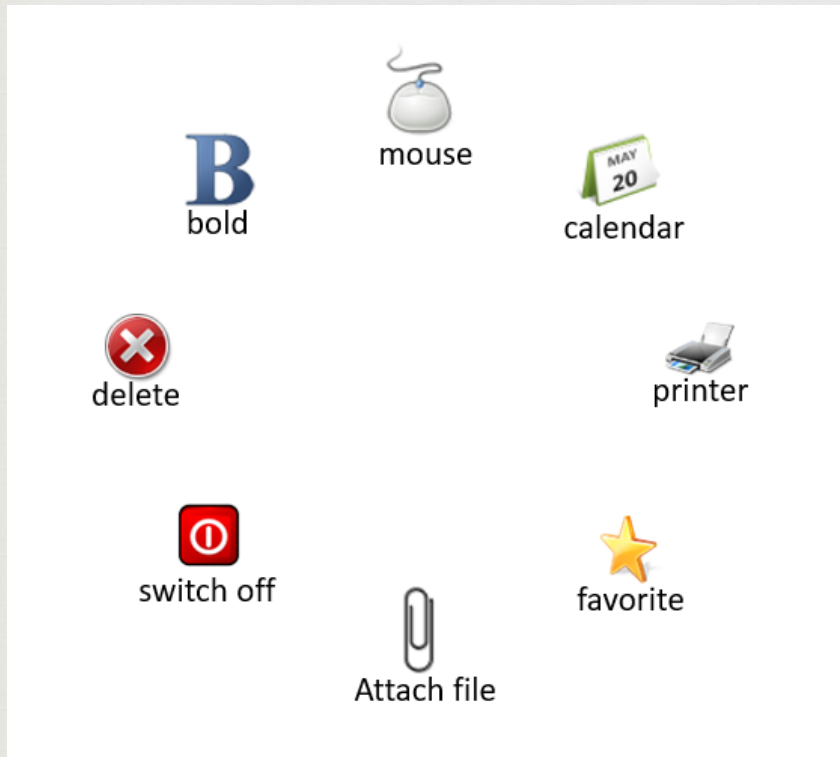 mouse
B
bold
MAY
20
calendar
delete
printer
switch off
favorite
Attach file